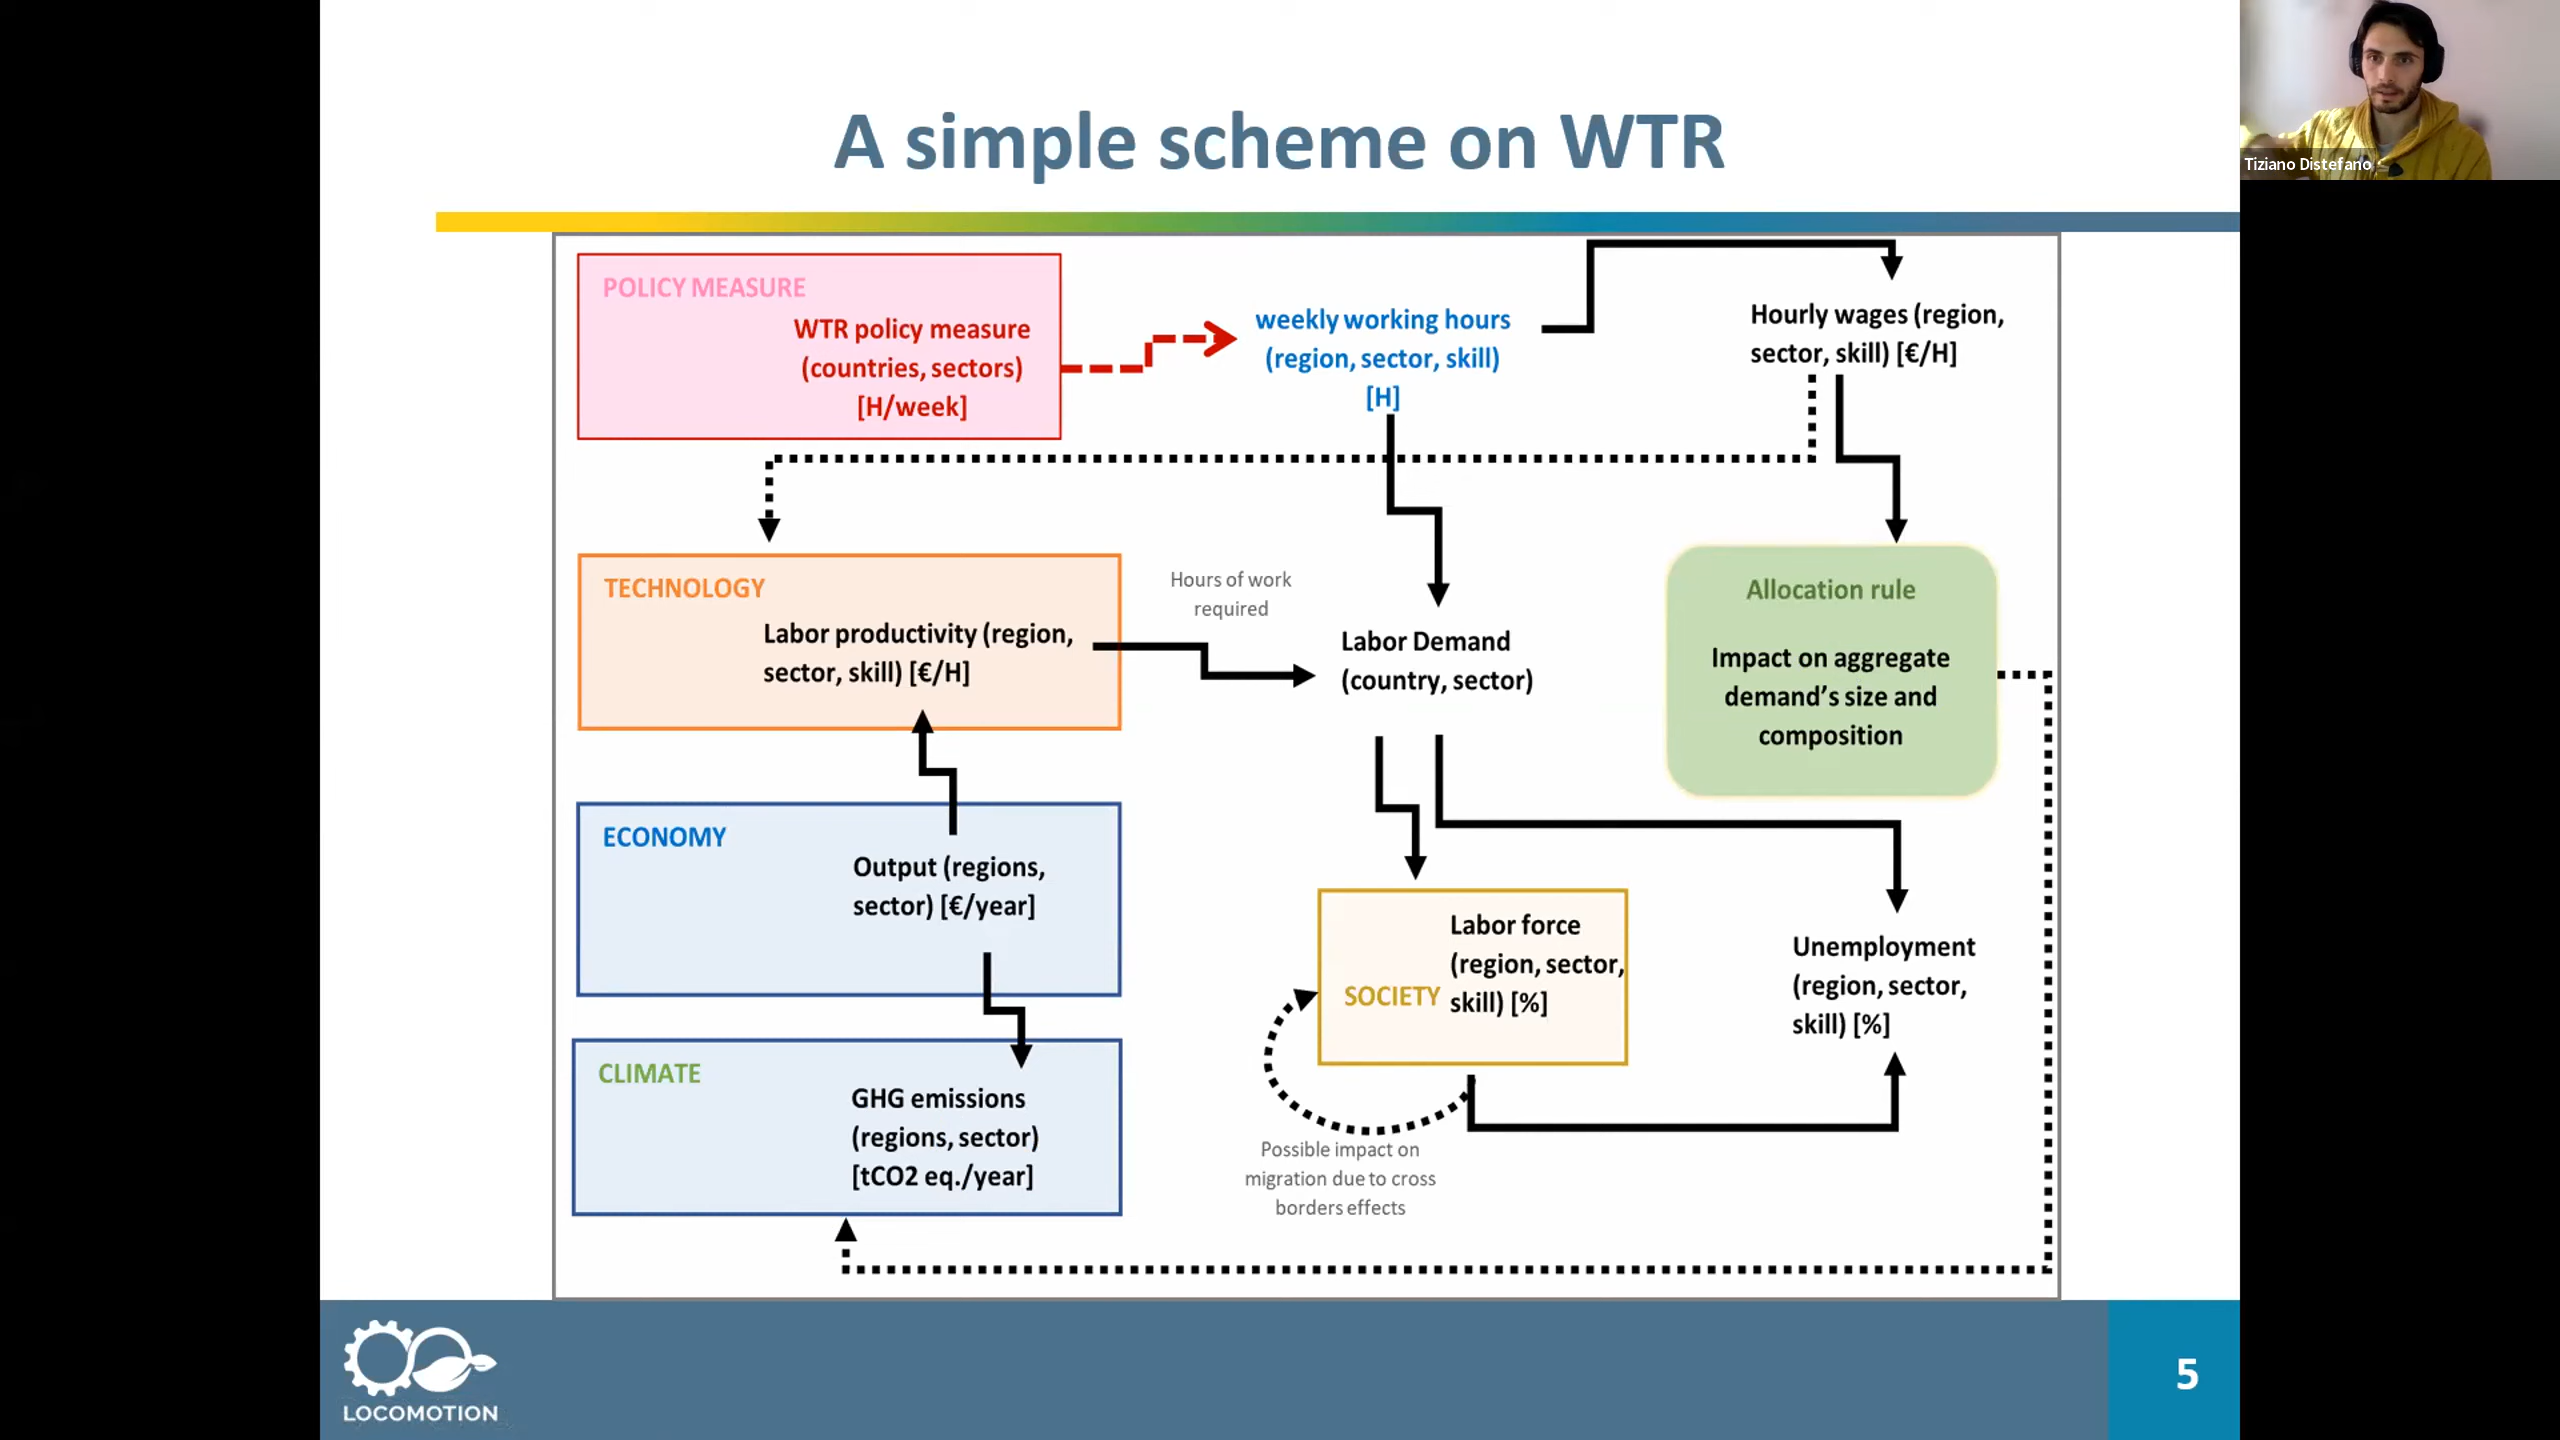 A simple scheme on WTR
Tiziano Distefano
POLICY MEASURE
WTR policy measure
(countries, sectors)
[H/week]
weekly working hours
(region, sector, skill)
[H]
Hourly wages (region,
sector, skill) [€/H]
TECHNOLOGY
Labor productivity (region,
sector, skill) [€/H]
Hours of work
required
Labor Demand
(country, sector)
Allocation rule
Impact on aggregate
demand’s size and
composition
ECONOMY
Output (regions,
sector) [€/year]
SOCIETY
Labor force
(region, sector,
skill) [%]
Unemployment
(region, sector,
skill) [%]
CLIMATE
GHG emissions
(regions, sector)
[tCO2 eq./year]
Possible impact on
migration due to cross
borders effects
LOCOMOTION
5